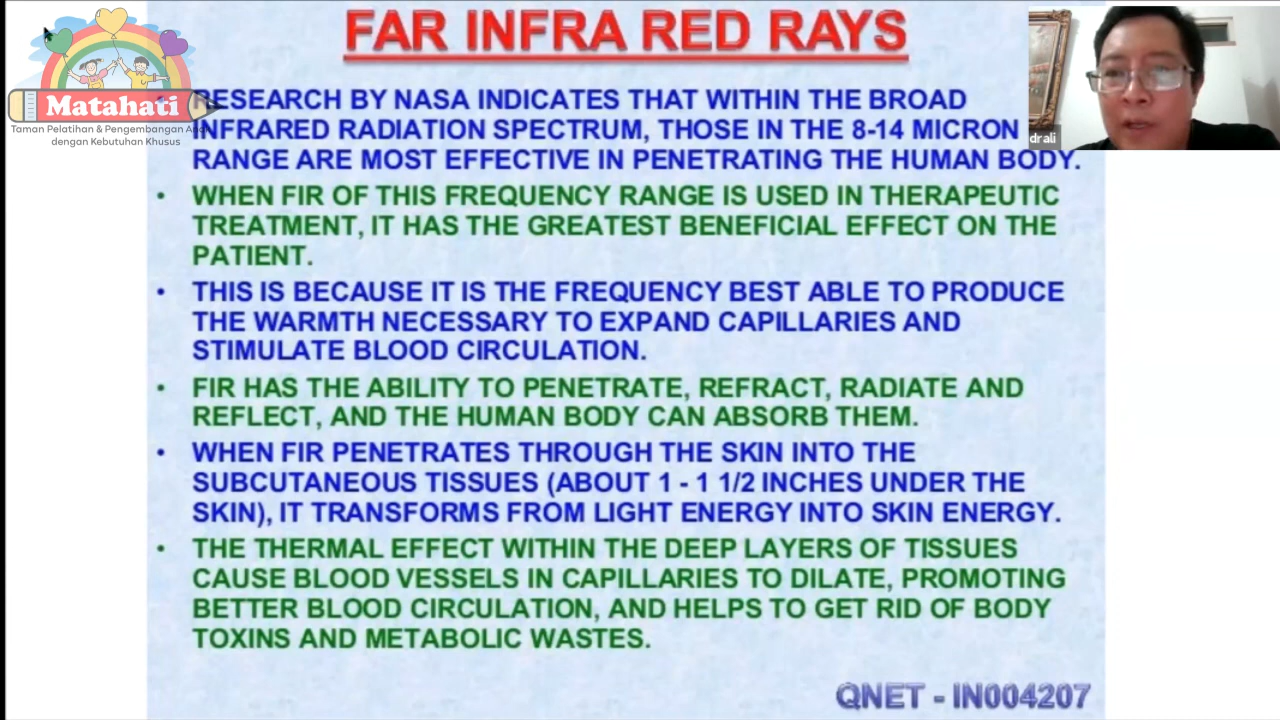 FAR INFRA RED RAYS
Matahati
Taman Pelatihan & Pengembangan
dengan Kebutuhan Khusus
RESEARCH BY NASA INDICATES THAT WITHIN THE BROAD
INFRARED RADIATION SPECTRUM, THOSE IN THE 8-14 MICRON
RANGE ARE MOST EFFECTIVE IN PENETRATING THE HUMAN BODY.
drali
• WHEN FIR OF THIS FREQUENCY RANGE IS USED IN THERAPEUTIC
TREATMENT, IT HAS THE GREATEST BENEFICIAL EFFECT ON THE
PATIENT.
• THIS IS BECAUSE IT IS THE FREQUENCY BEST ABLE TO PRODUCE
THE WARMTH NECESSARY TO EXPAND CAPILLARIES AND
STIMULATE BLOOD CIRCULATION.
• FIR HAS THE ABILITY TO PENETRATE, REFRACT, RADIATE AND
REFLECT, AND THE HUMAN BODY CAN ABSORB THEM.
• WHEN FIR PENETRATES THROUGH THE SKIN INTO THE
SUBCUTANEOUS TISSUES (ABOUT 1 - 1 1/2 INCHES UNDER THE
SKIN), IT TRANSFORMS FROM LIGHT ENERGY INTO SKIN ENERGY.
• THE THERMAL EFFECT WITHIN THE DEEP LAYERS OF TISSUES
CAUSE BLOOD VESSELS IN CAPILLARIES TO DILATE, PROMOTING
BETTER BLOOD CIRCULATION, AND HELPS TO GET RID OF BODY
TOXINS AND METABOLIC WASTES.
QNET - IN004207